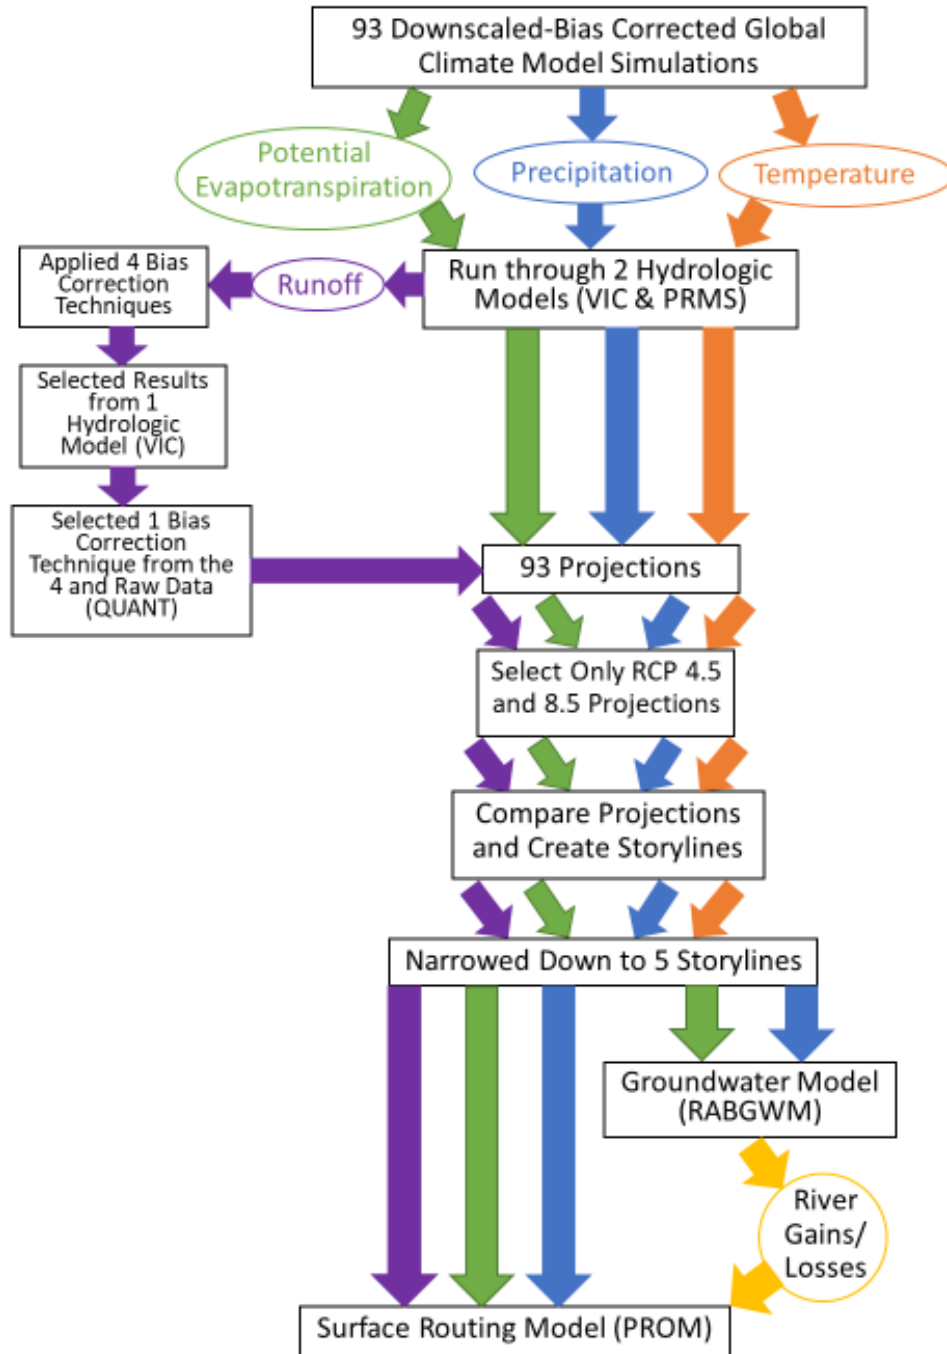 93 Downscaled-Bias Corrected Global
Climate Model Simulations
Potential
Evapotranspiration
Precipitation
Temperature
Applied 4 Bias
Correction
Techniques
Runoff
Run through 2 Hydrologic
Models (VIC & PRMS)
Selected Results
from 1
Hydrologic
Model (VIC)
Selected 1 Bias
Correction
Technique from the
4 and Raw Data
(QUANT)
93 Projections
Select Only RCP 4.5
and 8.5 Projections
Compare Projections
and Create Storylines
Narrowed Down to 5 Storylines
Groundwater Model
(RABGWM)
River
Gains/
Losses
Surface Routing Model (PROM)